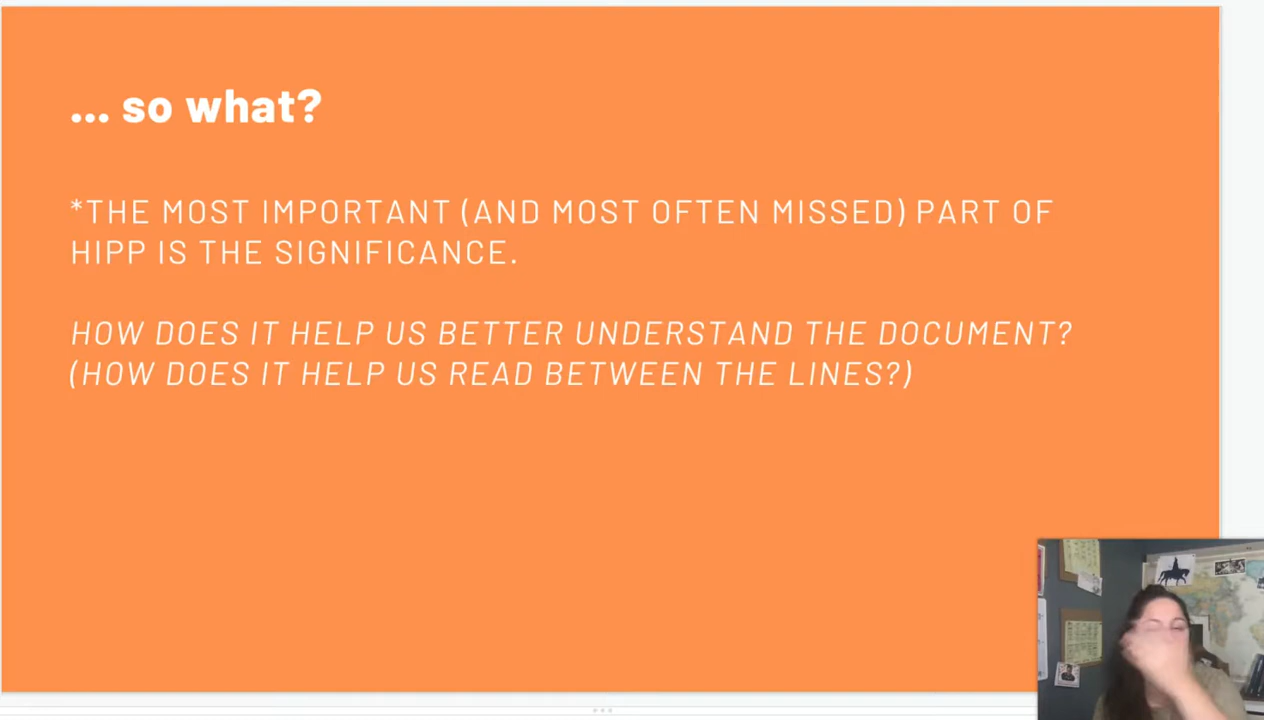 ... so what?
*THE MOST IMPORTANT (AND MOST OFTEN MISSED) PART OF
HIPP IS THE SIGNIFICANCE.
HOW DOES IT HELP US BETTER UNDERSTAND THE DOCUMENT?
(HOW DOES IT HELP US READ BETWEEN THE LINES?)